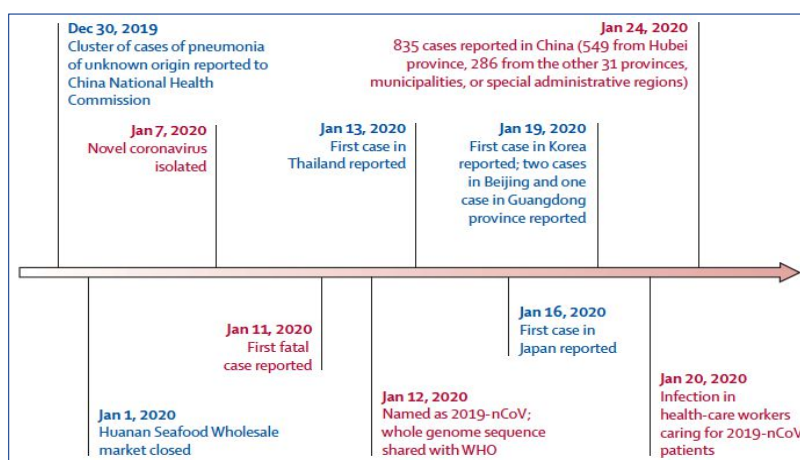 Dec 30, 2019
Cluster of cases of pneumonia
of unknown origin reported to
China National Health
Commission
Jan 24, 2020
835 cases reported in China (549 from Hubei
province, 286 from the other 31 provinces,
municipalities, or special administrative regions)
Jan 7, 2020
Novel coronavirus
isolated
Jan 13, 2020
First case in
Thailand reported
Jan 19, 2020
First case in Korea
reported; two cases
in Beijing and one
case in Guangdong
province reported
Jan 11, 2020
First fatal
case reported
Jan 16, 2020
First case in
Japan reported
Jan 1, 2020
Huanan Seafood Wholesale
market closed
Jan 12, 2020
Named as 2019-nCoV;
whole genome sequence
shared with WHO
Jan 20, 2020
Infection in
health-care workers
caring for 2019-nCoV
patients